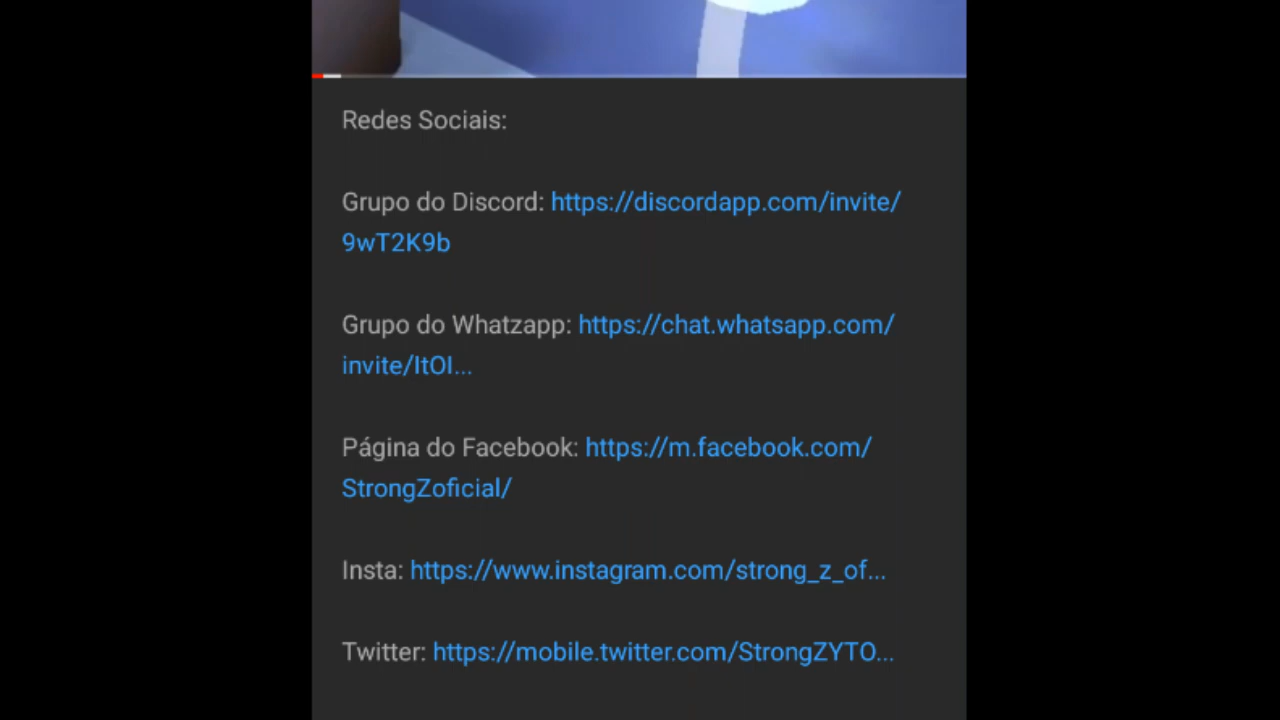 Redes Sociais:
Grupo do Discord: https://discordapp.com/invite/
9wT2K9b
Grupo do Whatzapp: https://chat.whatsapp.com/
invite/ItOI...
Página do Facebook: https://m.facebook.com/
StrongZoficial/
Insta: https://www.instagram.com/strong_z_of...
Twitter: https://mobile.twitter.com/StrongZYTO...